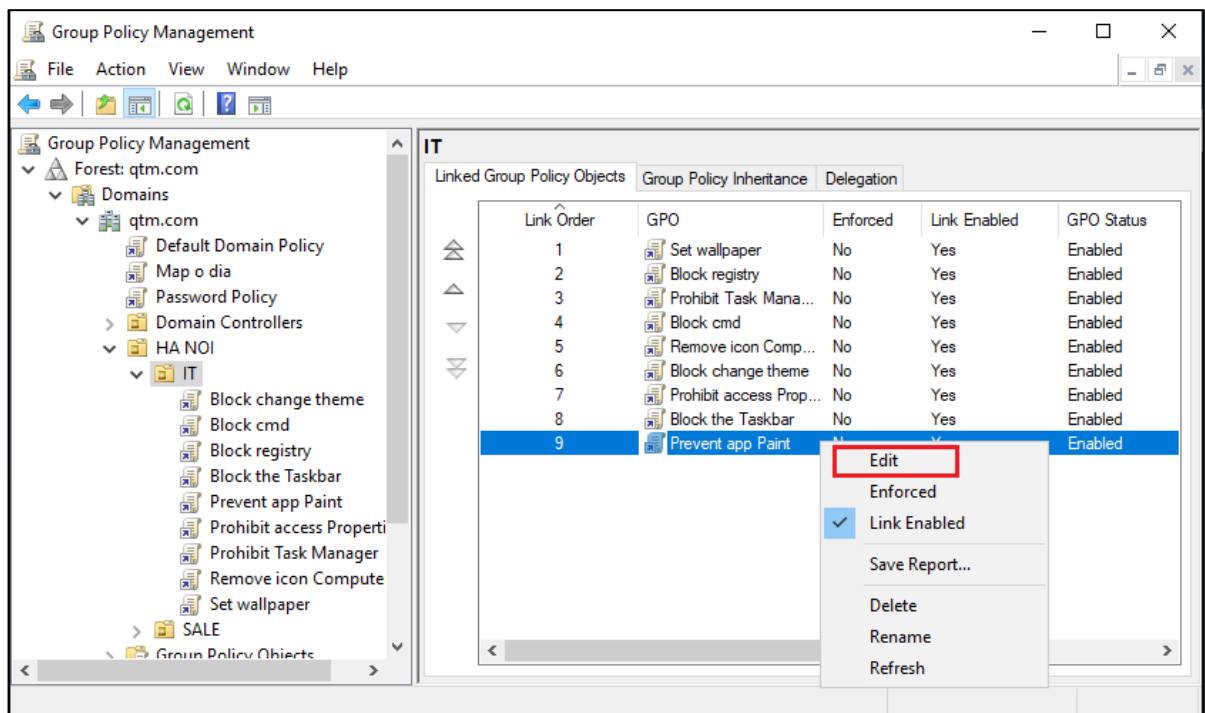 Group Policy Management
File Action View Window Help
Group Policy Management
Forest: qtm.com
Domains
qtm.com
Default Domain Policy
Map o dia
Password Policy
Domain Controllers
HA NOI
IT
Block change theme
Block cmd
Block registry
Block the Taskbar
Prevent app Paint
Prohibit access Properti
Prohibit Task Manager
Remove icon Compute
Set wallpaper
SALE
Group Policy Objects
IT
Linked Group Policy Objects Group Policy Inheritance Delegation
Link Order GPO Enforced Link Enabled GPO Status
1 Set wallpaper No Yes Enabled
2 Block registry No Yes Enabled
3 Prohibit Task Mana... No Yes Enabled
4 Block cmd No Yes Enabled
5 Remove icon Comp... No Yes Enabled
6 Block change theme No Yes Enabled
7 Prohibit access Prop... No Yes Enabled
8 Block the Taskbar No Yes Enabled
9 Prevent app Paint Enabled
Edit
Enforced
Link Enabled
Save Report...
Delete
Rename
Refresh